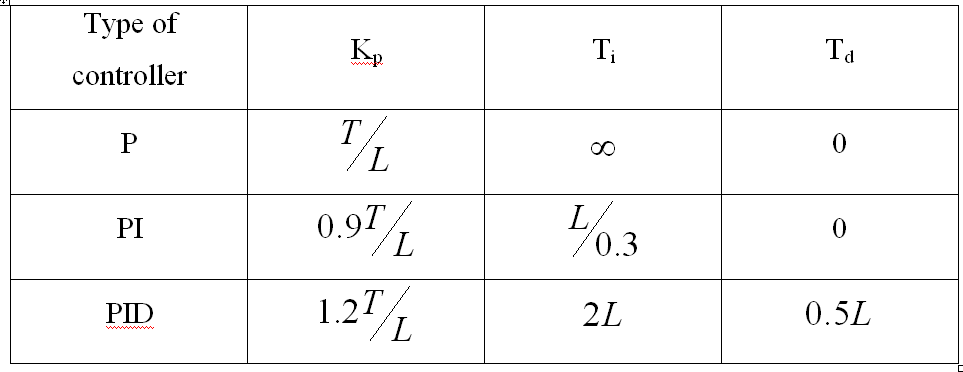 Type of controller
Kp
Ti
Td
P
T/L
∞
0
PI
0.9T/L
L/0.3
0
PID
1.2T/L
2L
0.5L